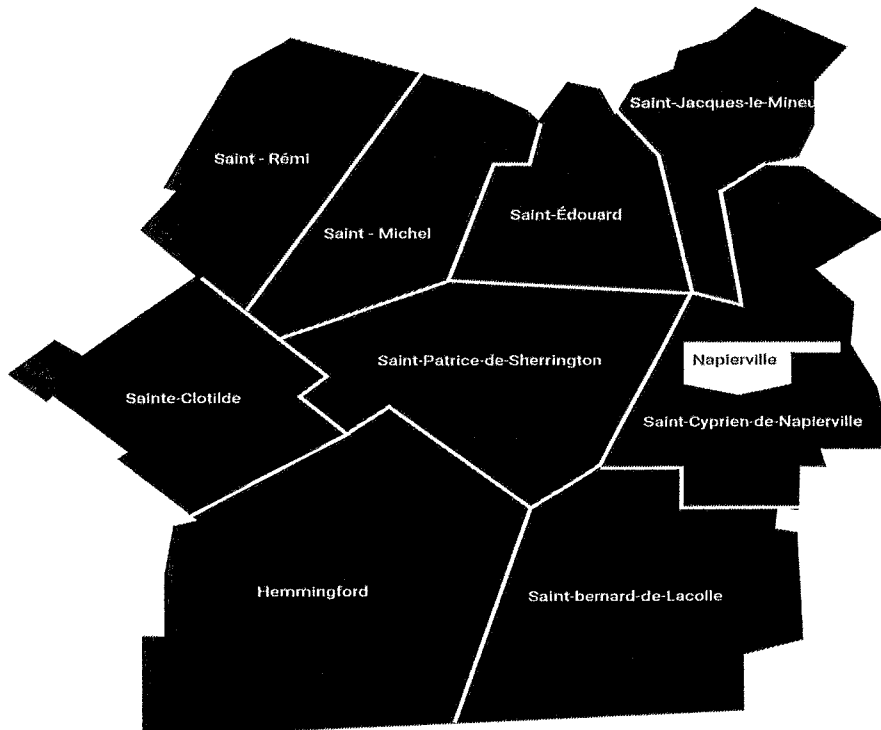 Saint-Jacques-le-Mineu
Saint - Rémi
Saint-Édouard
Saint - Michel
Saint-Patrice-de-Sherrington
Napierville
Sainte-Clotilde
Saint-Cyprien-de-Napierville
Hemmingford
Saint-bernard-de-Lacolle